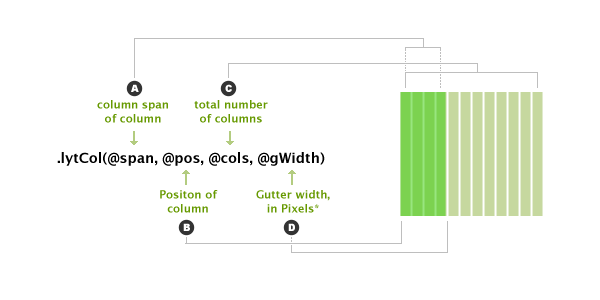 A
C
column span
of column
total number
of columns
.lytCol(@span, @pos, @cols, @gWidth)
Positon of
column
Gutter width,
in Pixels*
B
D